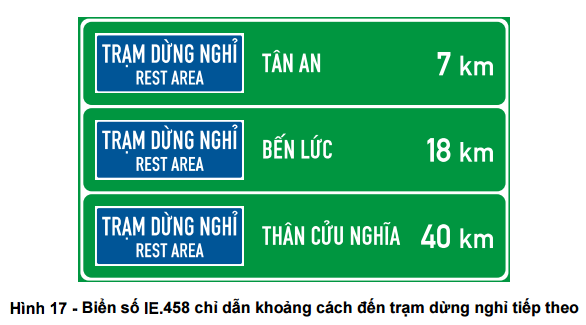 TRẠM DỪNG NGHỈ
REST AREA
TÂN AN 7 km
TRẠM DỪNG NGHỈ
REST AREA
BẾN LỨC 18 km
TRẠM DỪNG NGHỈ
REST AREA
THÂN CỬU NGHĨA 40 km
Hình 17 - Biển số IE.458 chỉ dẫn khoảng cách đến trạm dừng nghỉ tiếp theo